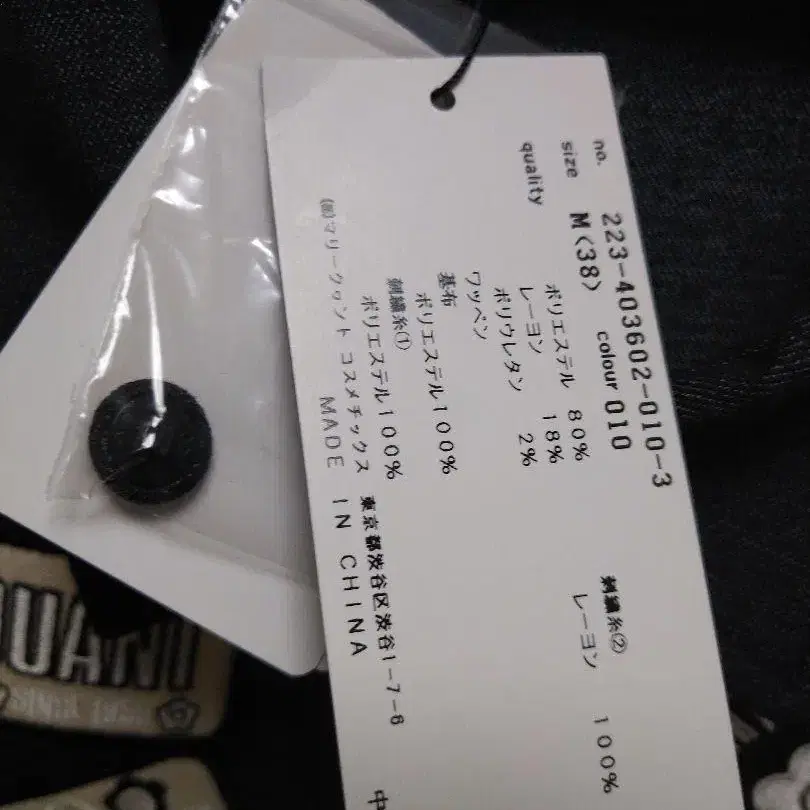 no. 223-403602-010-3
size M(38) colour 010
quality ポリエステル 80%
レーヨン 18%
ポリウレタン 2%
ワッペン
基布
ポリエステル100%
刺繍糸①
ポリエステル100%
刺繍糸②
レーヨン 100%
㈱マリークヮント コスメチックス 東京都渋谷区渋谷1-7-6
MADE IN CHINA
中
QUANT